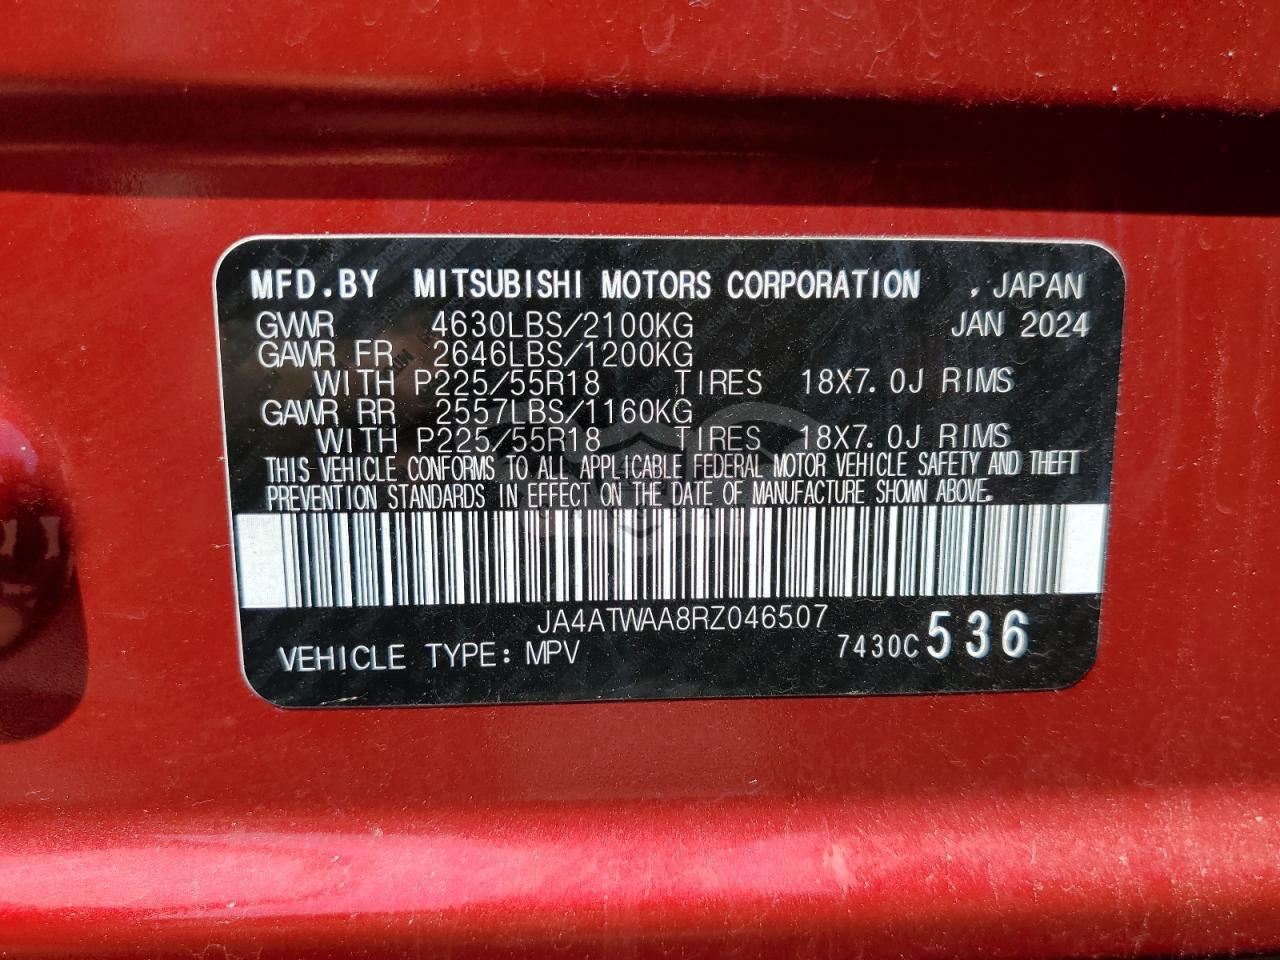 MFD.BY MITSUBISHI MOTORS CORPORATION , JAPAN
GVWR 4630LBS/2100KG JAN 2024
GAWR FR 2646LBS/1200KG
WITH P225/55R18 TIRES 18X7.0J RIMS
GAWR RR 2557LBS/1160KG
WITH P225/55R18 TIRES 18X7.0J RIMS
THIS VEHICLE CONFORMS TO ALL APPLICABLE FEDERAL MOTOR VEHICLE SAFETY AND THEFT
PREVENTION STANDARDS IN EFFECT ON THE DATE OF MANUFACTURE SHOWN ABOVE.
JA4ATWAA8RZ046507
VEHICLE TYPE: MPV 7430C 536